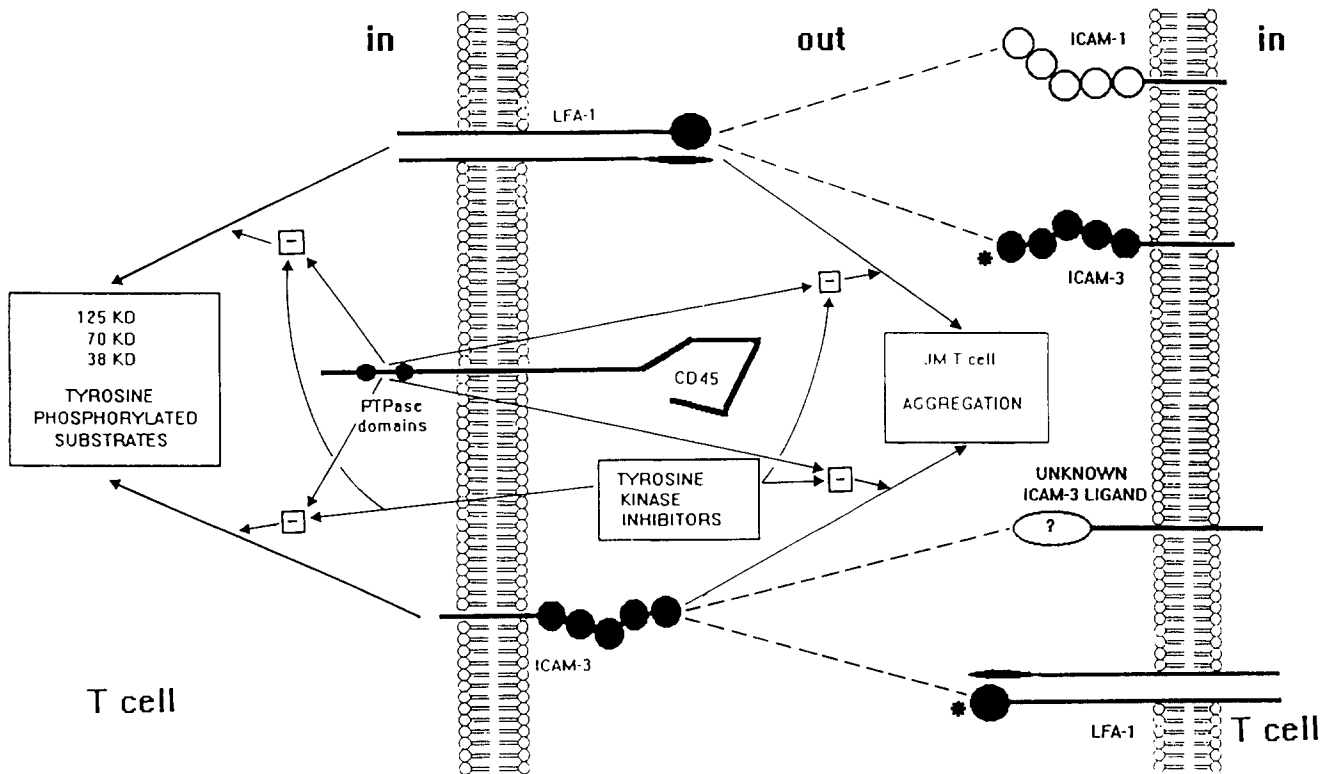 in
out
in
ICAM-1
LFA-1
*
ICAM-3
-
-
125 KD
70 KD
38 KD
TYROSINE
PHOSPHORYLATED
SUBSTRATES
PTPase
domains
CD45
JM T cell
AGGREGATION
TYROSINE
KINASE
INHIBITORS
-
-
UNKNOWN
ICAM-3 LIGAND
?
ICAM-3
T cell
*
LFA-1
T cell